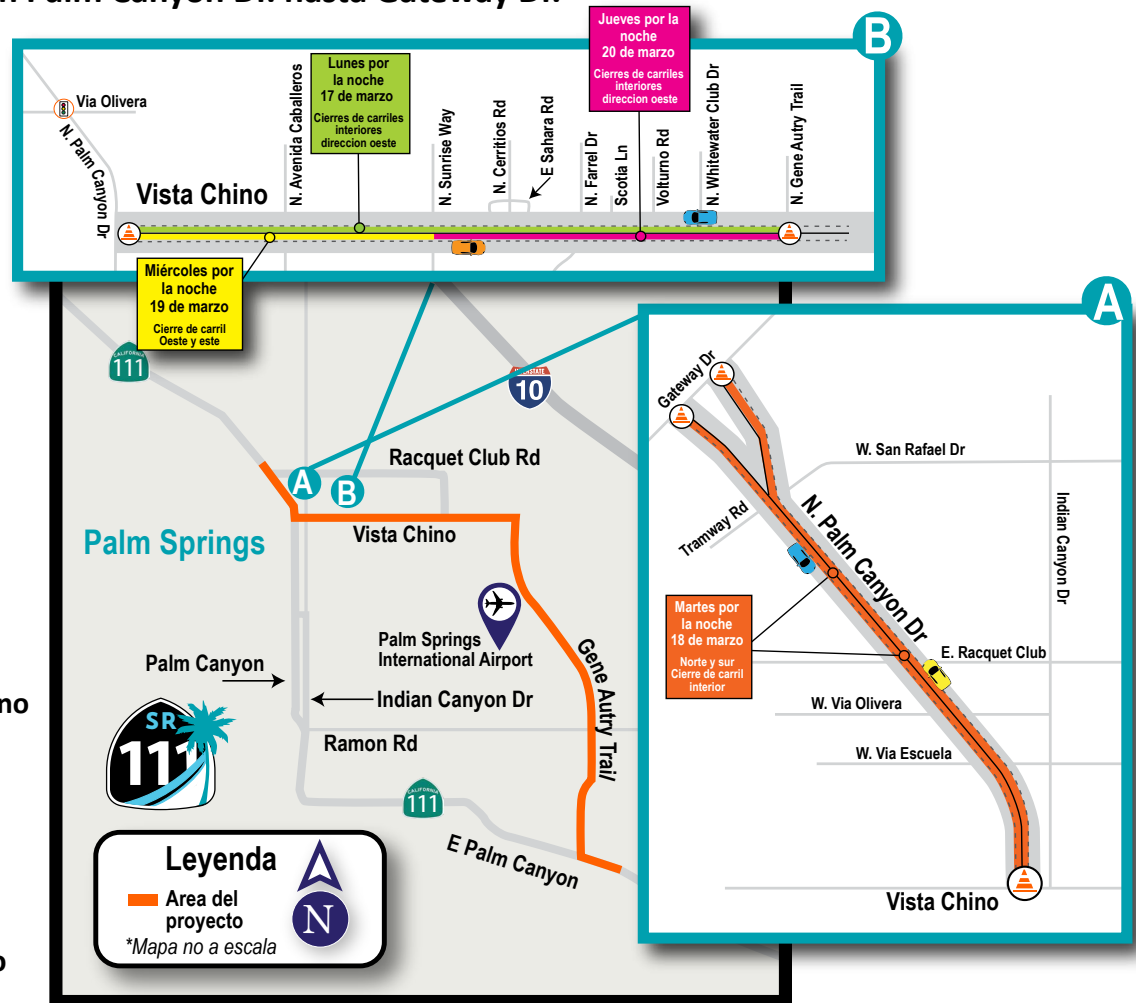 n Palm Canyon Dr. hasta Gateway Dr.
B
Jueves por la
noche
20 de marzo
Cierres de carriles
interiores
direccion oeste
Lunes por
la noche
17 de marzo
Cierres de carriles
interiores
direccion oeste
Via Olivera
N. Palm Canyon Dr
N. Avenida Caballeros
N. Sunrise Way
N. Cerritios Rd
E Sahara Rd
N. Farrel Dr
Scotia Ln
Volturno Rd
N. Whitewater Club Dr
N. Gene Autry Trail
Vista Chino
Miércoles por
la noche
19 de marzo
Cierre de carril
Oeste y este
CALIFORNIA
111
INTERSTATE
10
Racquet Club Rd
A
B
Vista Chino
Palm Springs
Palm Springs
International Airport
Gene Autry Trail
Palm Canyon
Indian Canyon Dr
no
SR
111
Ramon Rd
CALIFORNIA
111
E Palm Canyon
Leyenda
Area del
proyecto
*Mapa no a escala
N
o
A
Gateway Dr
W. San Rafael Dr
Tramway Rd
N. Palm Canyon Dr
Indian Canyon Dr
Martes por
la noche
18 de marzo
Norte y sur
Cierre de carril
interior
E. Racquet Club
W. Via Olivera
W. Via Escuela
Vista Chino